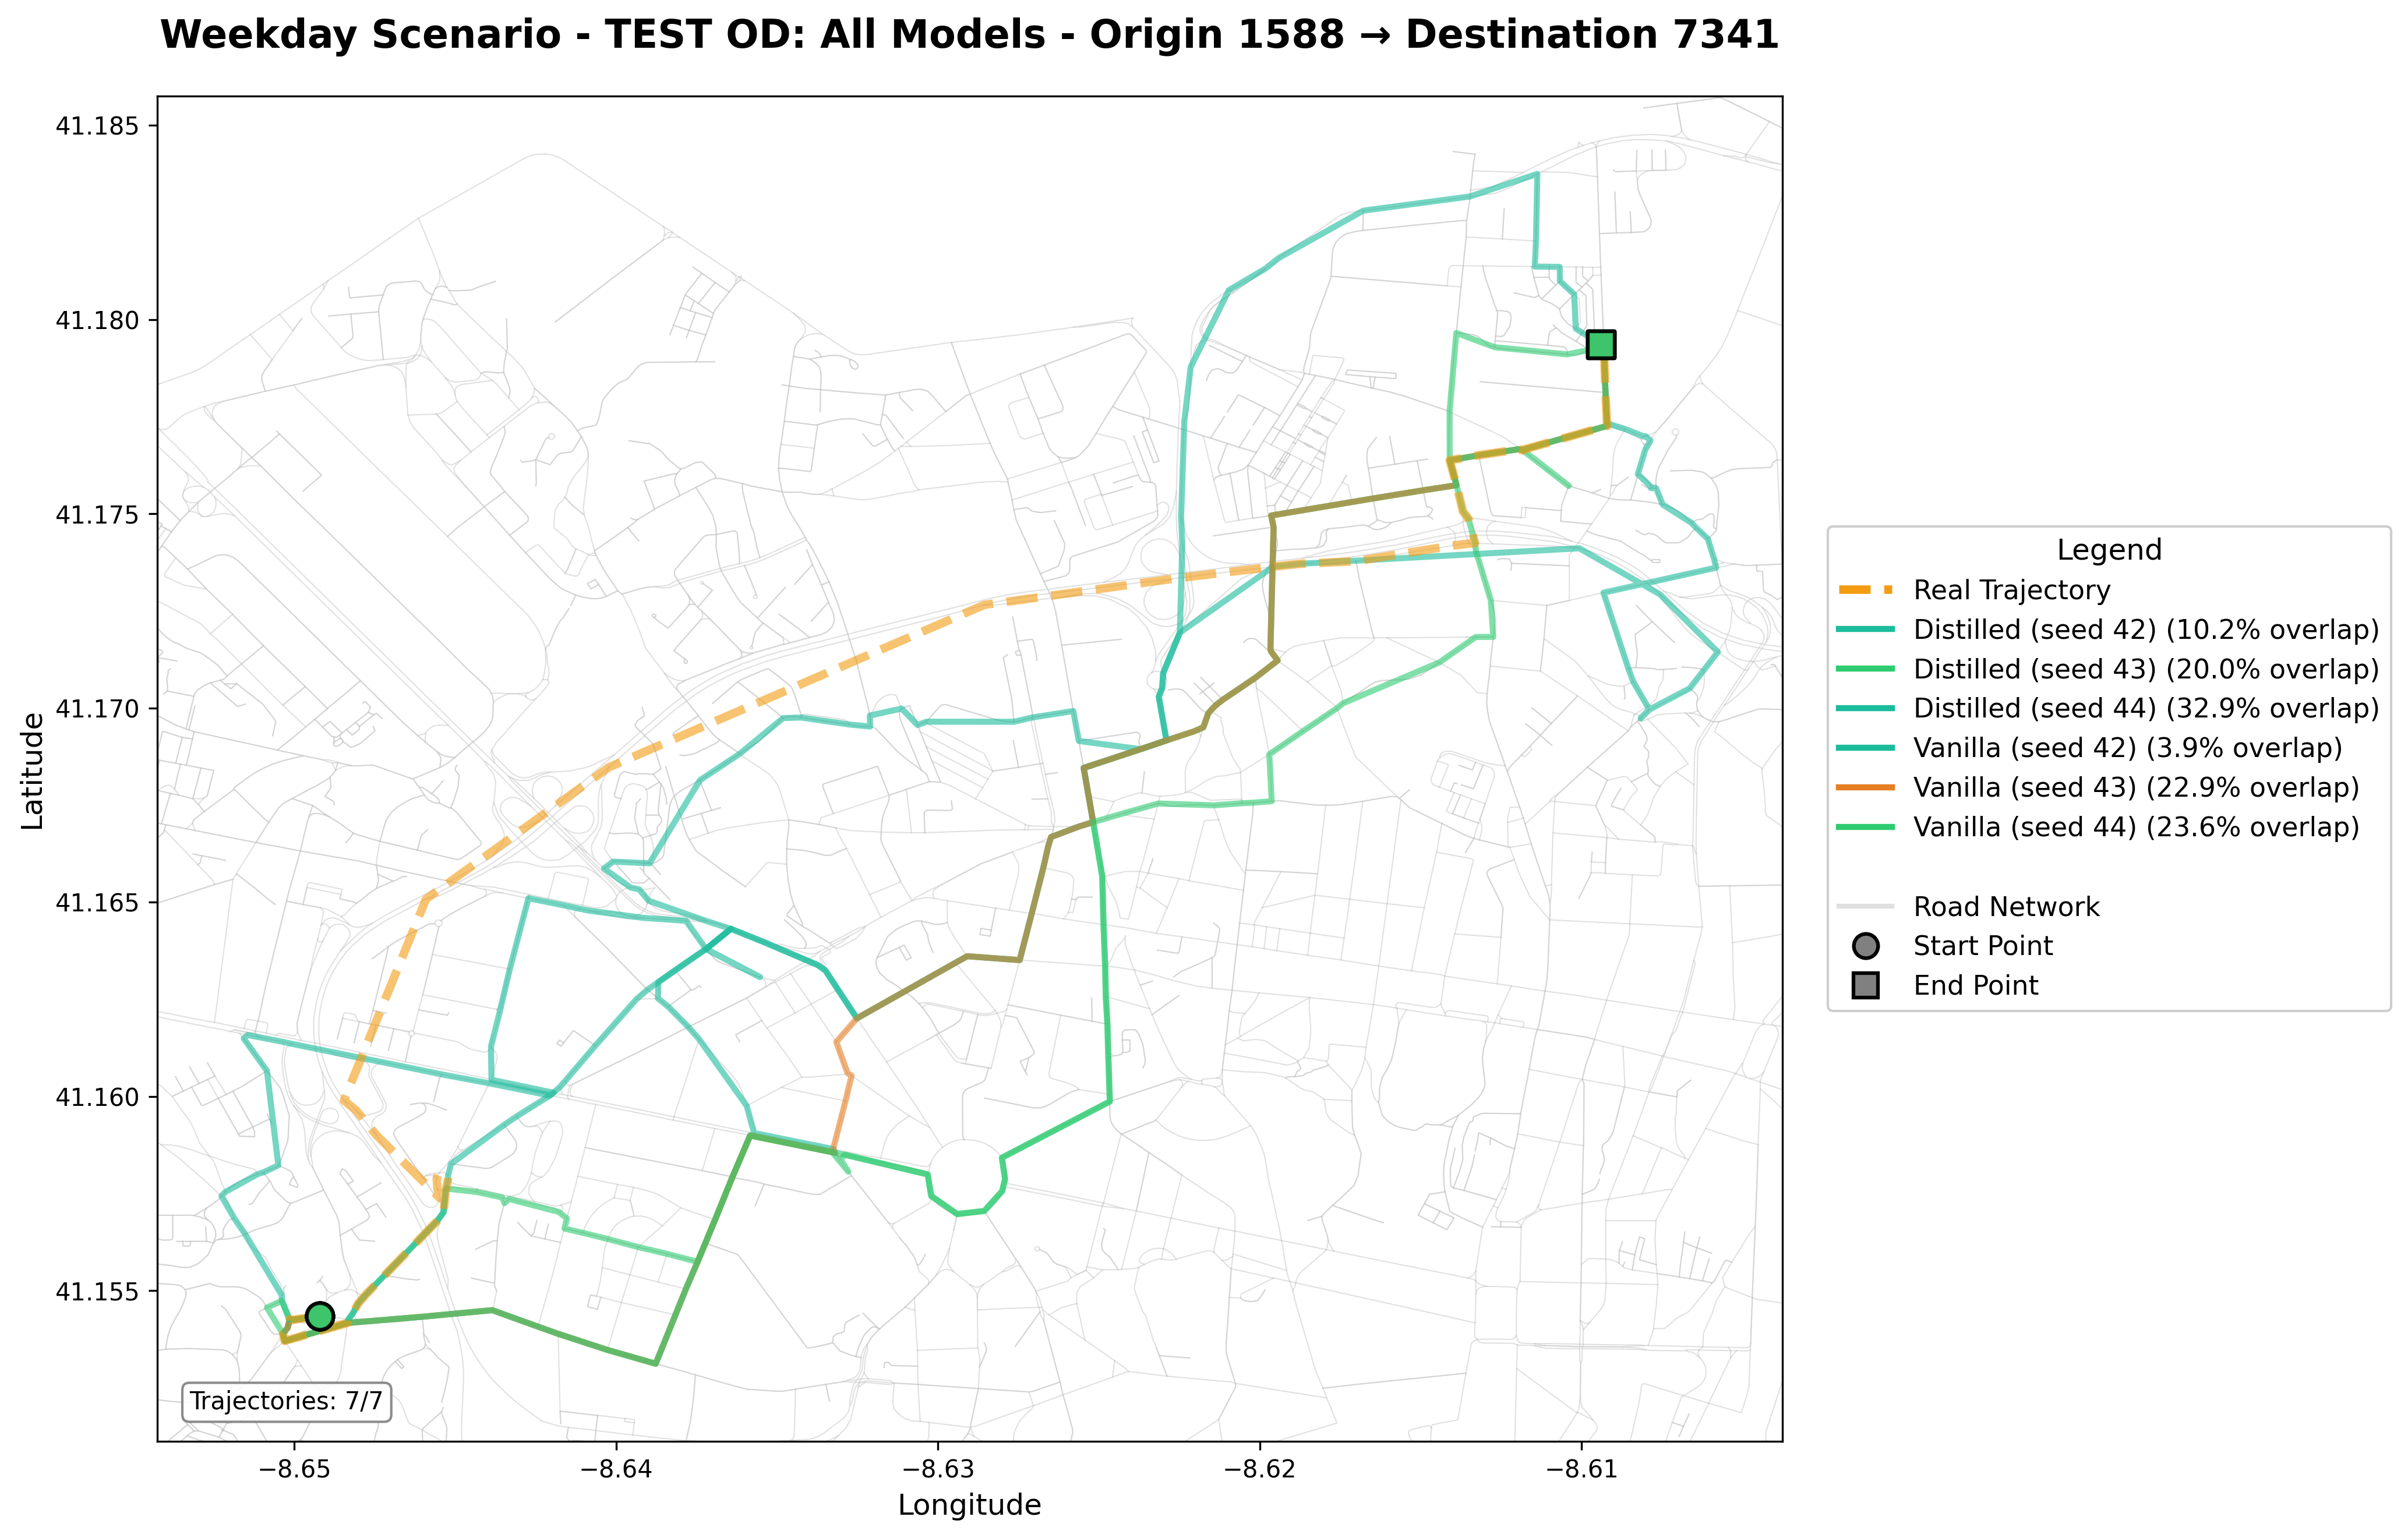 Weekday Scenario - TEST OD: All Models - Origin 1588 → Destination 7341
41.185
41.180
41.175
41.170
41.165
41.160
41.155
Latitude
−8.65
−8.64
−8.63
−8.62
−8.61
Longitude
Trajectories: 7/7
Legend
Real Trajectory
Distilled (seed 42) (10.2% overlap)
Distilled (seed 43) (20.0% overlap)
Distilled (seed 44) (32.9% overlap)
Vanilla (seed 42) (3.9% overlap)
Vanilla (seed 43) (22.9% overlap)
Vanilla (seed 44) (23.6% overlap)
Road Network
Start Point
End Point